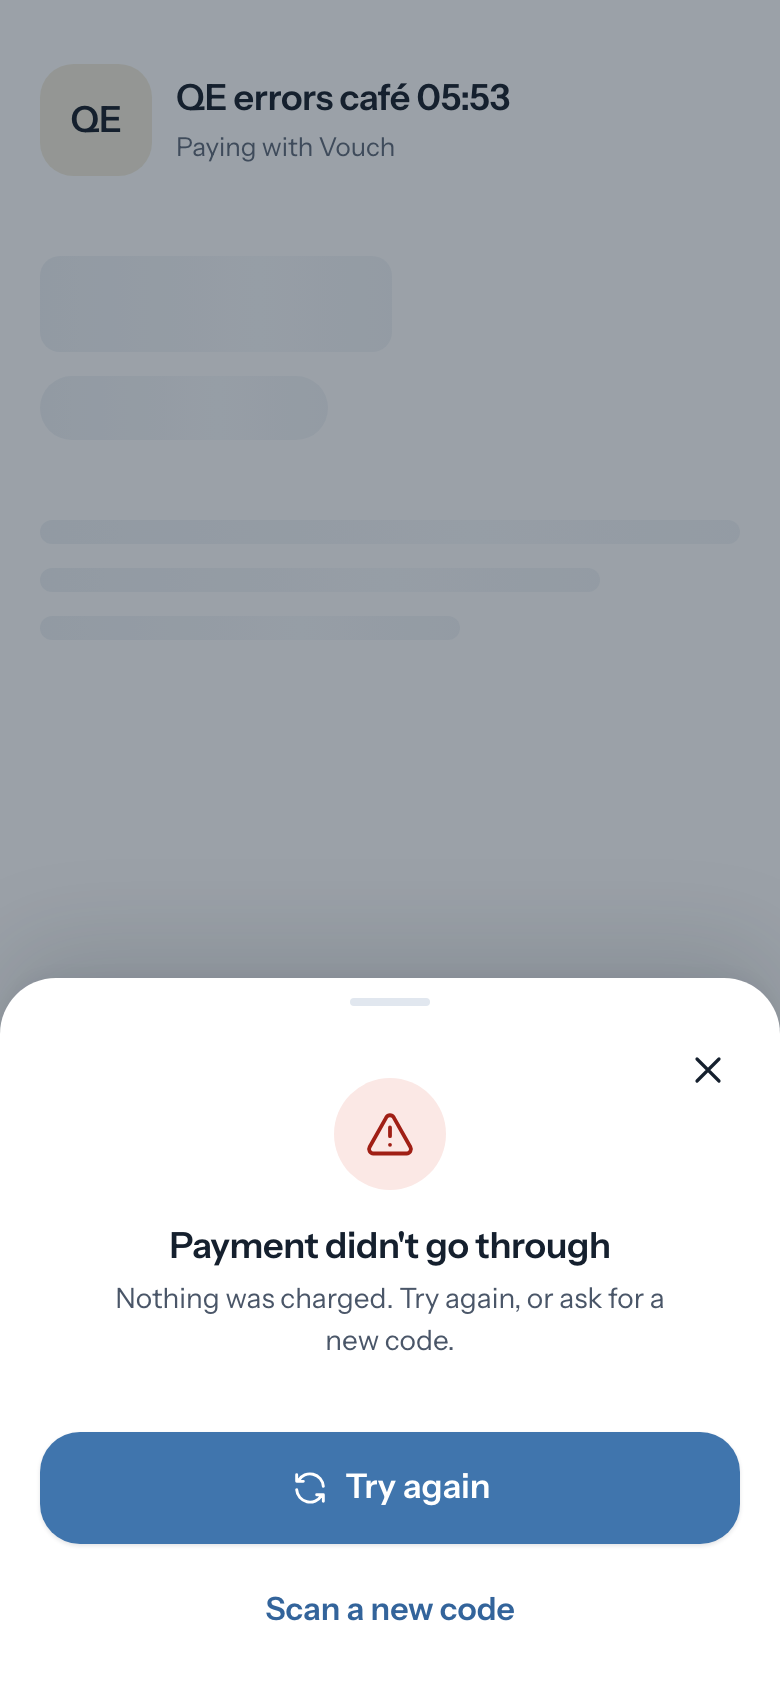 QE
QE errors café 05:53
Paying with Vouch
Payment didn't go through
Nothing was charged. Try again, or ask for a
new code.
Try again
Scan a new code